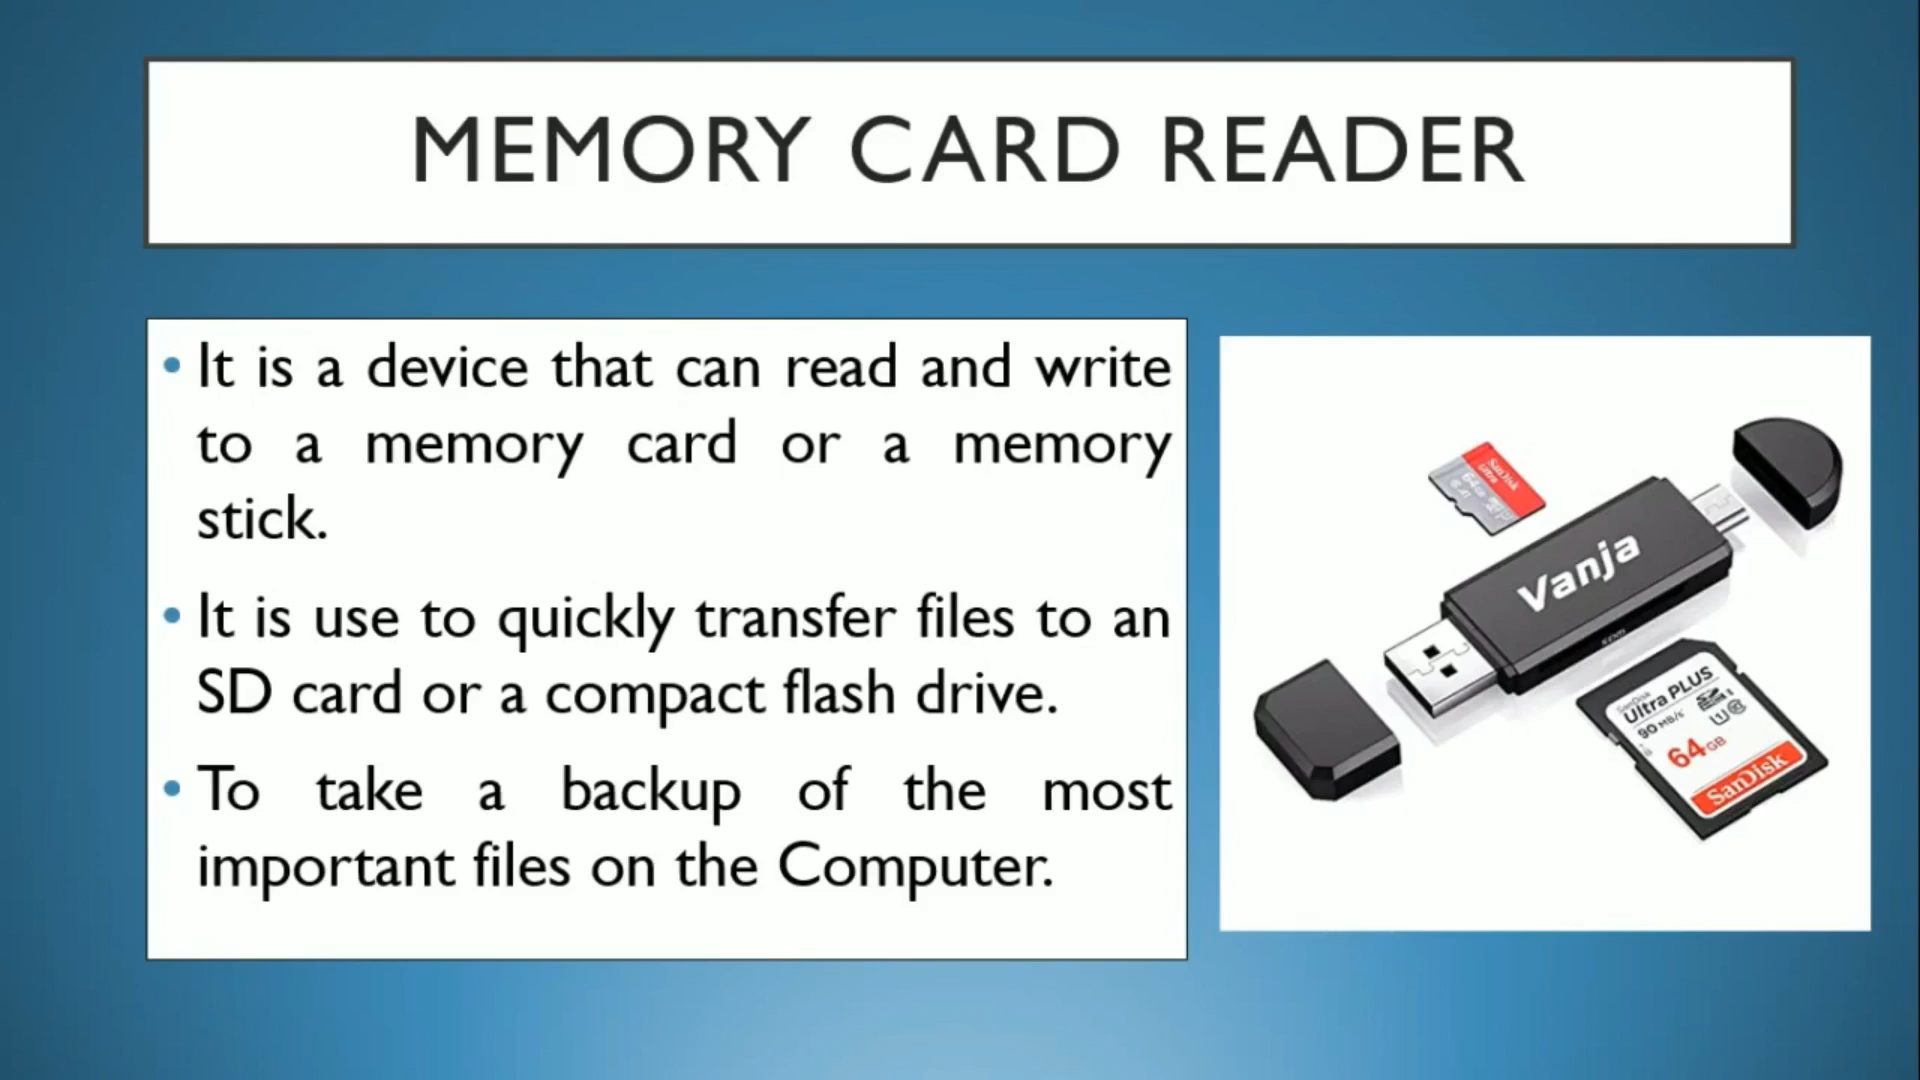 MEMORY CARD READER
• It is a device that can read and write
to a memory card or a memory
stick.
• It is use to quickly transfer files to an
SD card or a compact flash drive.
• To take a backup of the most
important files on the Computer.
SanDisk
Ultra
64GB
Vanja
SanDisk
Ultra PLUS
90 MB/s
64GB
SanDisk